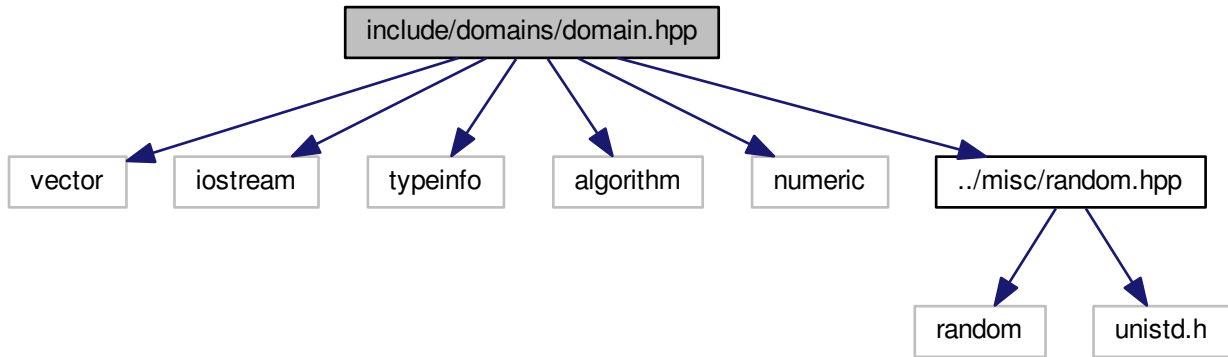 include/domains/domain.hpp
vector
iostream
typeinfo
algorithm
numeric
../misc/random.hpp
random
unistd.h